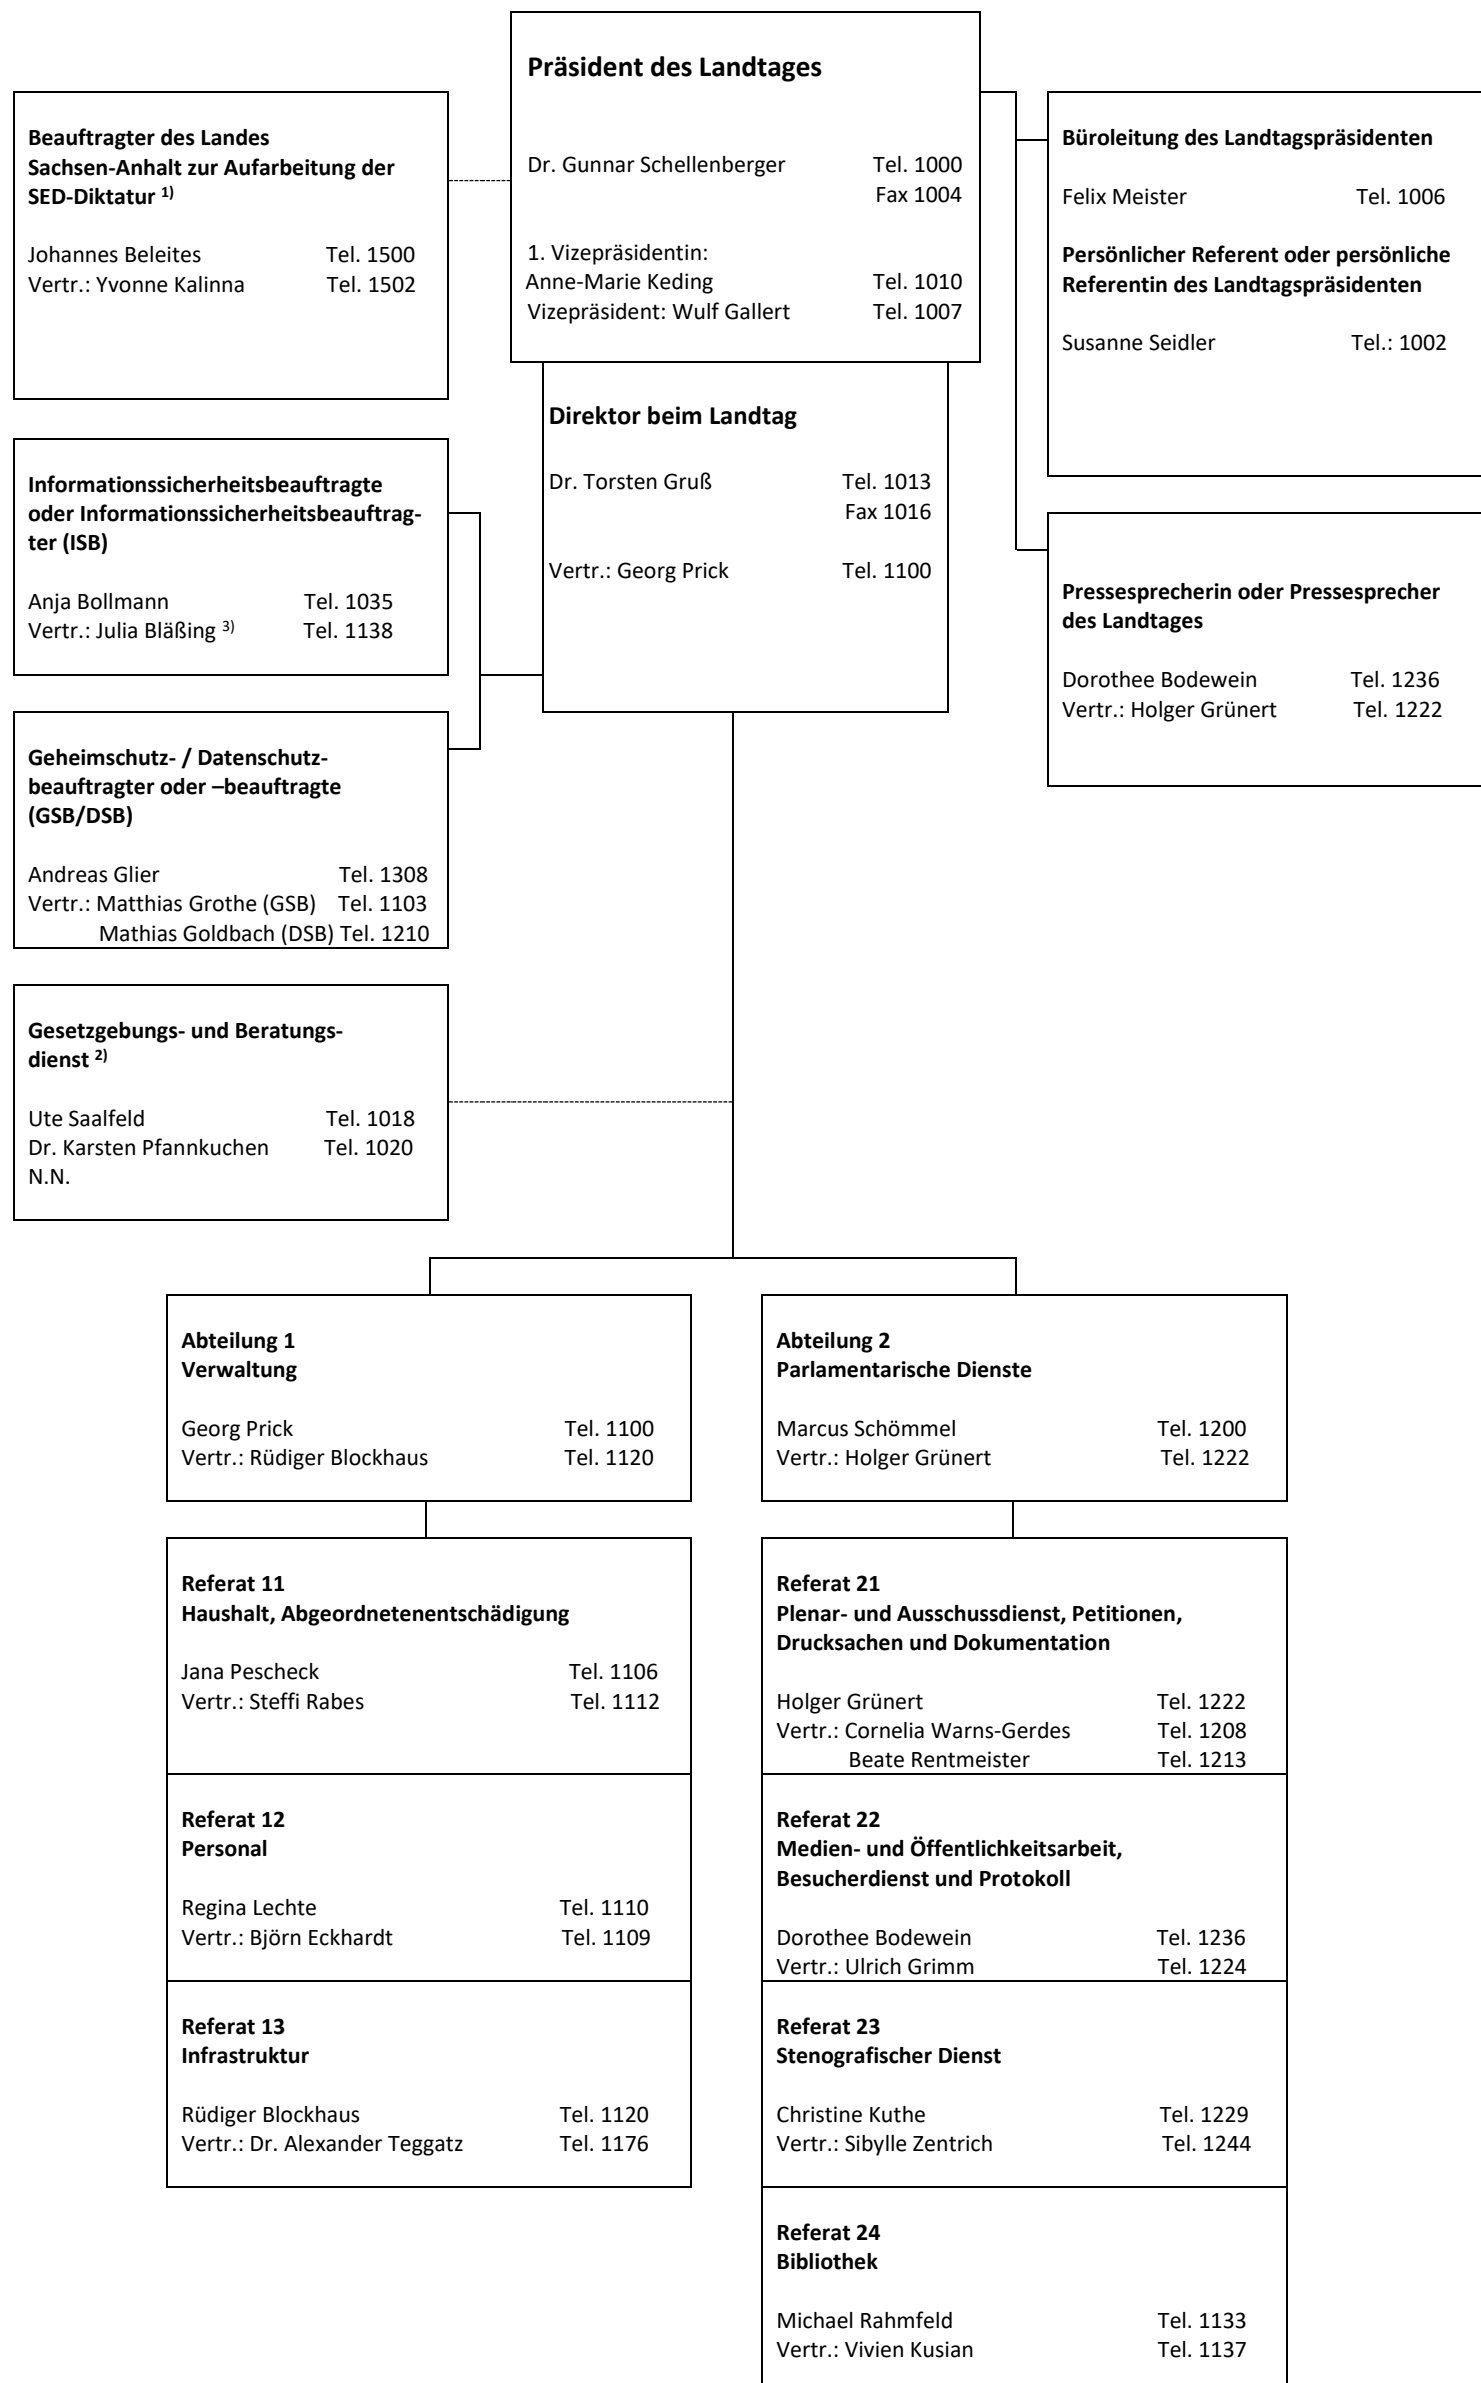 Präsident des Landtages
Dr. Gunnar Schellenberger Tel. 1000
Fax 1004
1. Vizepräsidentin:
Anne-Marie Keding Tel. 1010
Vizepräsident: Wulf Gallert Tel. 1007
Beauftragter des Landes
Sachsen-Anhalt zur Aufarbeitung der
SED-Diktatur 1)
Johannes Beleites Tel. 1500
Vertr.: Yvonne Kalinna Tel. 1502
Büroleitung des Landtagspräsidenten
Felix Meister Tel. 1006
Persönlicher Referent oder persönliche
Referentin des Landtagspräsidenten
Susanne Seidler Tel.: 1002
Direktor beim Landtag
Dr. Torsten Gruß Tel. 1013
Fax 1016
Vertr.: Georg Prick Tel. 1100
Informationssicherheitsbeauftragte
oder Informationssicherheitsbeauftrag-
ter (ISB)
Anja Bollmann Tel. 1035
Vertr.: Julia Bläßing 3) Tel. 1138
Pressesprecherin oder Pressesprecher
des Landtages
Dorothee Bodewein Tel. 1236
Vertr.: Holger Grünert Tel. 1222
Geheimschutz- / Datenschutz-
beauftragter oder –beauftragte
(GSB/DSB)
Andreas Glier Tel. 1308
Vertr.: Matthias Grothe (GSB) Tel. 1103
Mathias Goldbach (DSB) Tel. 1210
Gesetzgebungs- und Beratungs-
dienst 2)
Ute Saalfeld Tel. 1018
Dr. Karsten Pfannkuchen Tel. 1020
N.N.
Abteilung 1
Verwaltung
Georg Prick Tel. 1100
Vertr.: Rüdiger Blockhaus Tel. 1120
Referat 11
Haushalt, Abgeordnetenentschädigung
Jana Pescheck Tel. 1106
Vertr.: Steffi Rabes Tel. 1112
Referat 12
Personal
Regina Lechte Tel. 1110
Vertr.: Björn Eckhardt Tel. 1109
Referat 13
Infrastruktur
Rüdiger Blockhaus Tel. 1120
Vertr.: Dr. Alexander Teggatz Tel. 1176
Abteilung 2
Parlamentarische Dienste
Marcus Schömmel Tel. 1200
Vertr.: Holger Grünert Tel. 1222
Referat 21
Plenar- und Ausschussdienst, Petitionen,
Drucksachen und Dokumentation
Holger Grünert Tel. 1222
Vertr.: Cornelia Warns-Gerdes Tel. 1208
Beate Rentmeister Tel. 1213
Referat 22
Medien- und Öffentlichkeitsarbeit,
Besucherdienst und Protokoll
Dorothee Bodewein Tel. 1236
Vertr.: Ulrich Grimm Tel. 1224
Referat 23
Stenografischer Dienst
Christine Kuthe Tel. 1229
Vertr.: Sibylle Zentrich Tel. 1244
Referat 24
Bibliothek
Michael Rahmfeld Tel. 1133
Vertr.: Vivien Kusian Tel. 1137